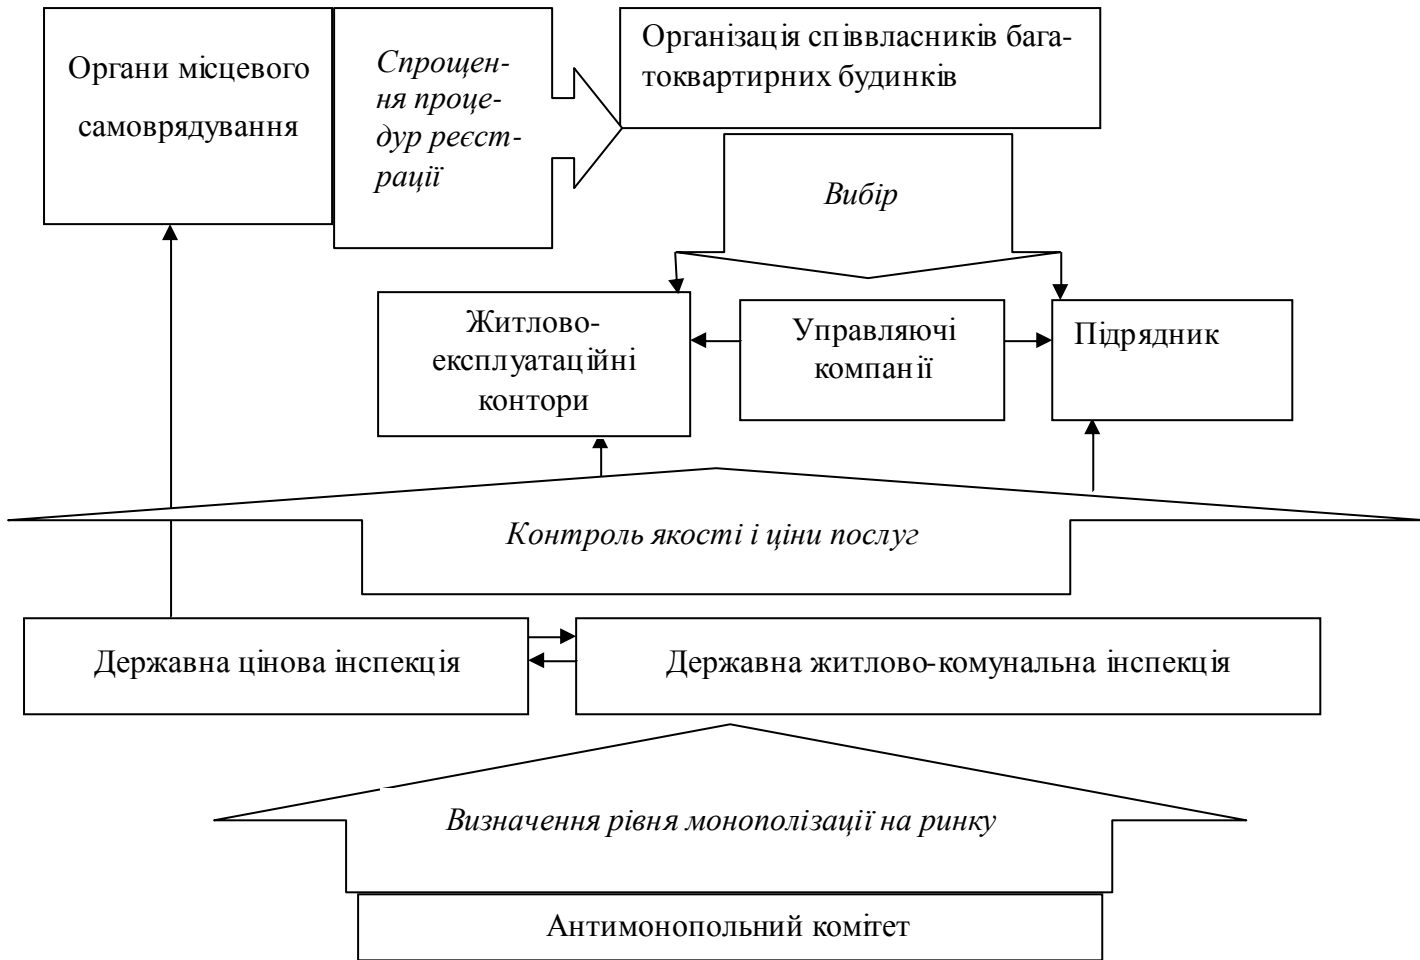 Органи місцевого
самоврядування
Спрощен-
ня проце-
дур реєст-
рації
Організація співвласників бага-
токвартирних будинків
Вибір
Житлово-
експлуатаційні
контори
Управляючі
компанії
Підрядник
Контроль якості і ціни послуг
Державна цінова інспекція
Державна житлово-комунальна інспекція
Визначення рівня монополізації на ринку
Антимонопольний комітет